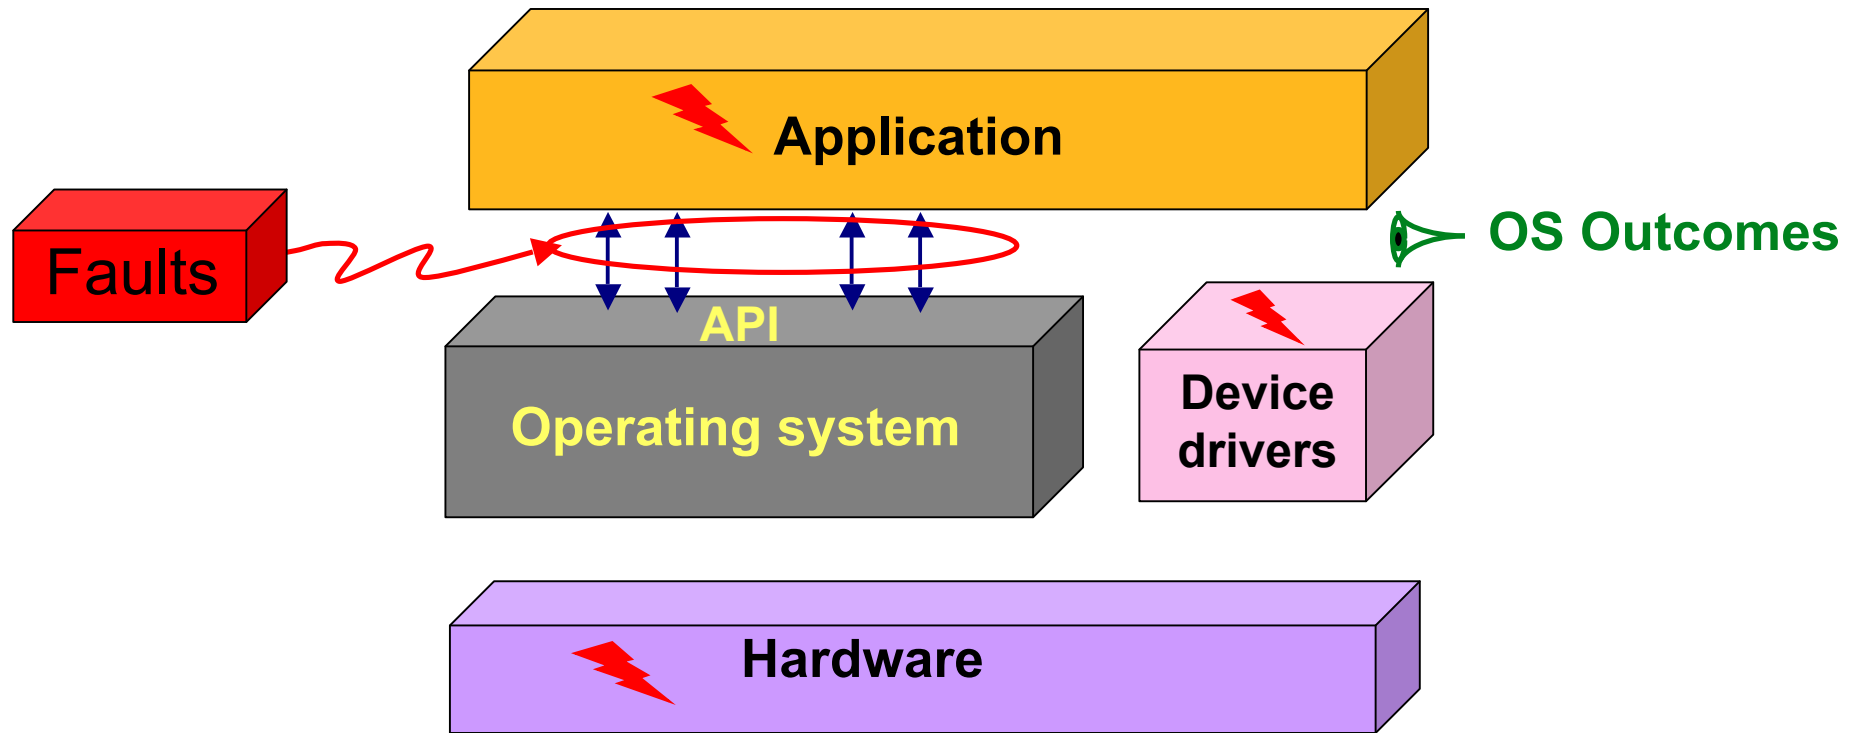 Application
Faults
OS Outcomes
API
Operating system
Device
drivers
Hardware